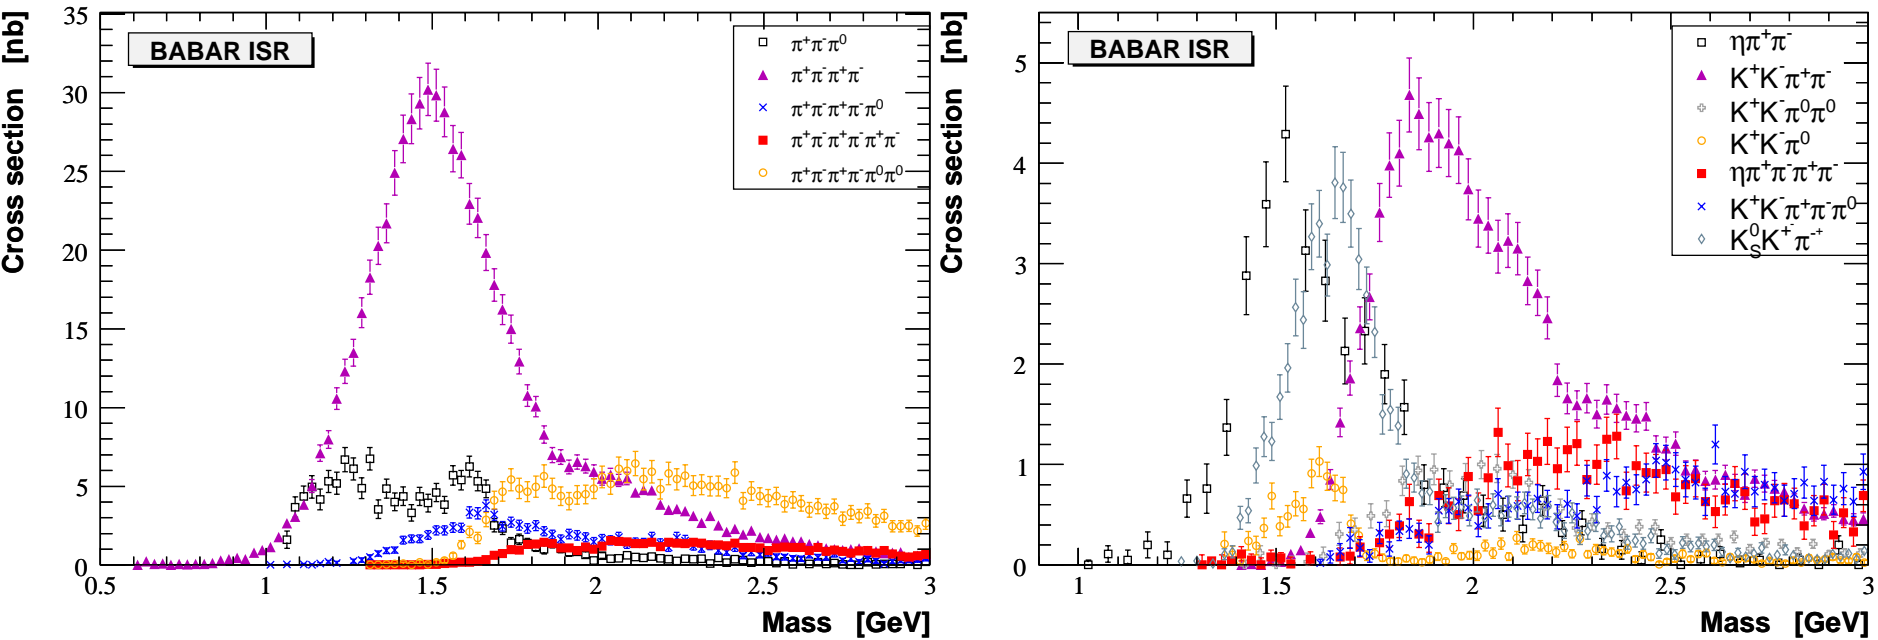 Cross section [nb]
35
30
25
20
15
10
5
0
BABAR ISR
π⁺π⁻π⁰
π⁺π⁻π⁺π⁻
π⁺π⁻π⁺π⁻π⁰
π⁺π⁻π⁺π⁻π⁺π⁻
π⁺π⁻π⁺π⁻π⁰π⁰
0.5 1 1.5 2 2.5 3
Mass [GeV]
Cross section [nb]
5
4
3
2
1
0
BABAR ISR
ηπ⁺π⁻
K⁺K⁻π⁺π⁻
K⁺K⁻π⁰π⁰
K⁺K⁻π⁰
ηπ⁺π⁻π⁺π⁻
K⁺K⁻π⁺π⁻π⁰
K⁰SK⁺⁻π⁻⁺
1 1.5 2 2.5 3
Mass [GeV]